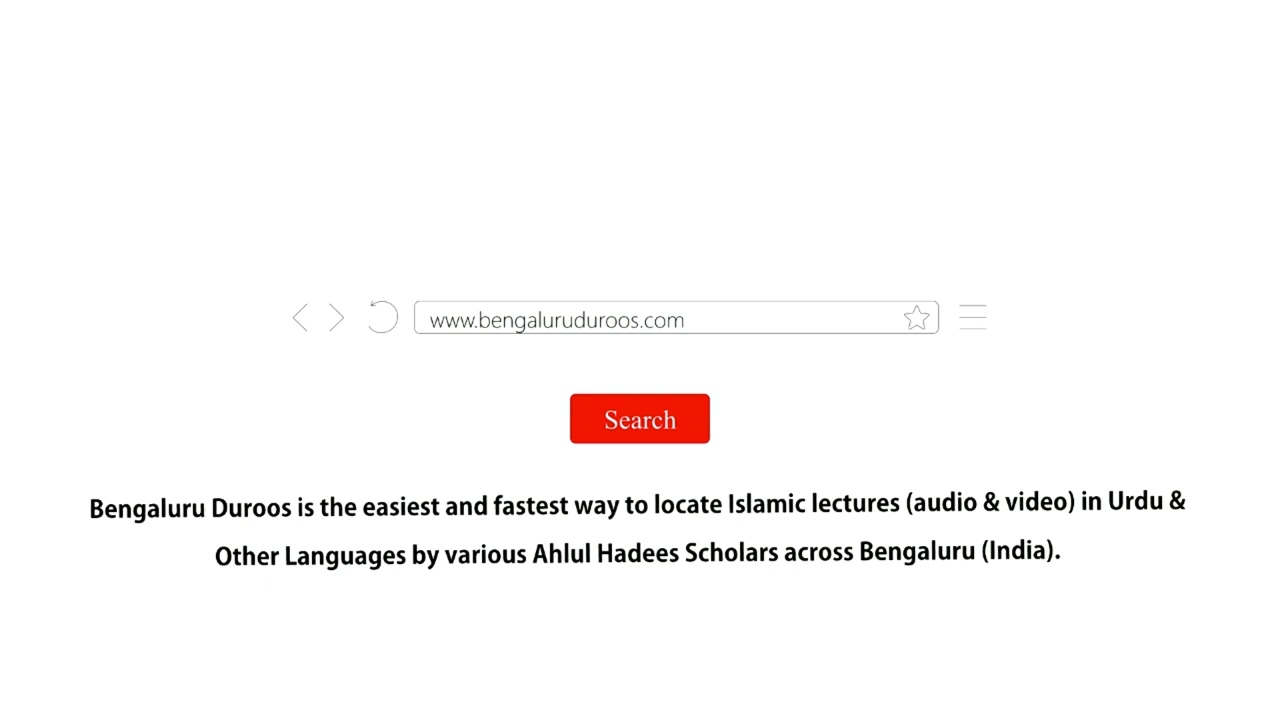 www.bengaluruduroos.com
Search
Bengaluru Duroos is the easiest and fastest way to locate Islamic lectures (audio & video) in Urdu &
Other Languages by various Ahlul Hadees Scholars across Bengaluru (India).